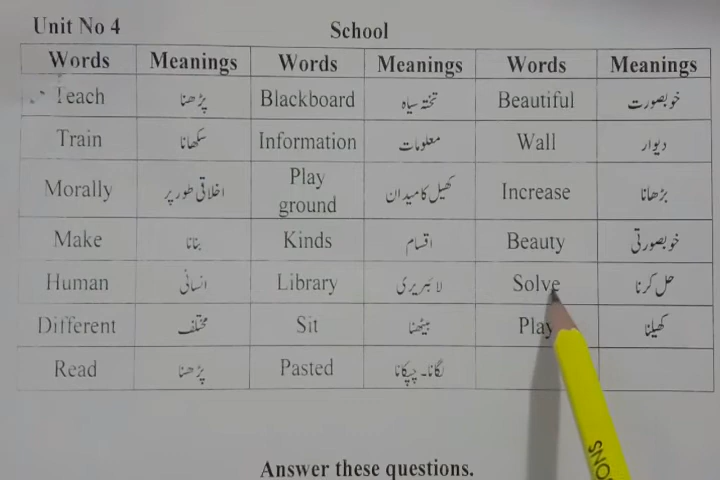 Unit No 4
School
Words Meanings Words Meanings Words Meanings
Teach پڑھنا Blackboard تختہ سیاہ Beautiful خوبصورت
Train سکھانا Information معلومات Wall دیوار
Morally اخلاقی طور پر Play ground کھیل کا میدان Increase بڑھانا
Make بنانا Kinds اقسام Beauty خوبصورتی
Human انسانی Library لائبریری Solve حل کرنا
Different مختلف Sit بیٹھنا Play کھیلنا
Read پڑھنا Pasted لگانا۔ چپکانا
Answer these questions.